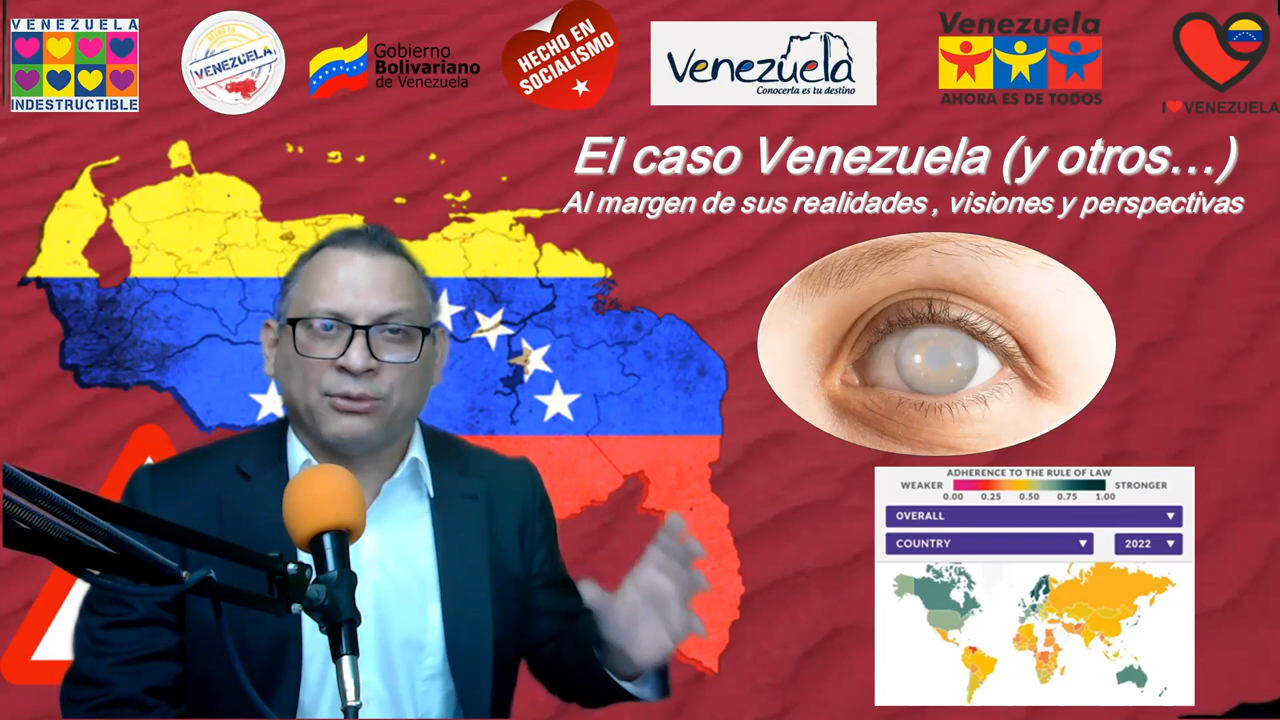 VENEZUELA
INDESTRUCTIBLE
HECHO EN
VENEZUELA
Gobierno
Bolivariano
de Venezuela
HECHO EN
SOCIALISMO
Venezuela
Conocerla es tu destino
Venezuela
AHORA ES DE TODOS
I VENEZUELA
El caso Venezuela (y otros...)
Al margen de sus realidades , visiones y perspectivas
ADHERENCE TO THE RULE OF LAW
WEAKER STRONGER
0.00 0.25 0.50 0.75 1.00
OVERALL
COUNTRY 2022